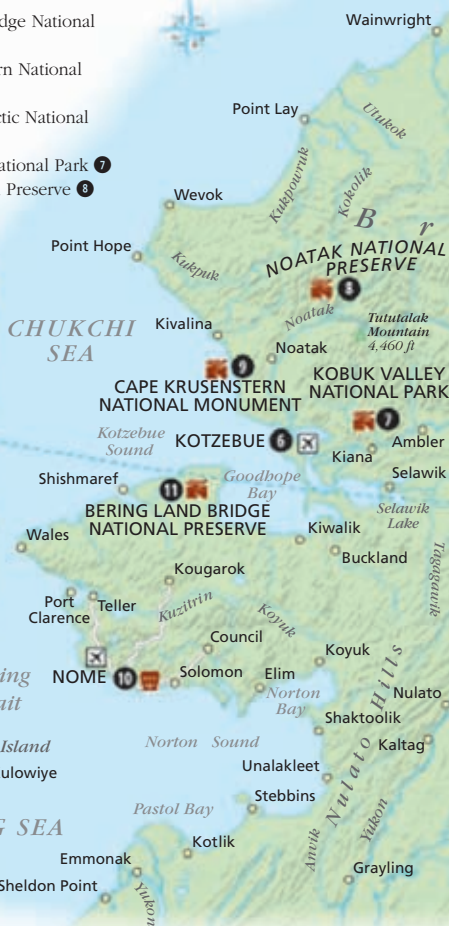 dge National
rn National
tic National
ational Park 7
Preserve 8
Wainwright
Point Lay
Utukok
Kukpowruk
Kokolik
Wevok
B r
Point Hope
Kukpuk
NOATAK NATIONAL
PRESERVE
8
CHUKCHI
SEA
Kivalina
Noatak
Tututalak
Mountain
4,460 ft
Noatak
9
CAPE KRUSENSTERN
NATIONAL MONUMENT
KOBUK VALLEY
NATIONAL PARK
7
Kotzebue
Sound
KOTZEBUE 6
Ambler
Kiana
Selawik
Shishmaref
11
Goodhope
Bay
BERING LAND BRIDGE
NATIONAL PRESERVE
Selawik
Lake
Wales
Kiwalik
Buckland
Tagagawik
Kougarok
Port
Clarence
Teller
Kuzitrin
Koyuk
Council
Koyuk
ing
ait
NOME 10
Solomon
Elim
Norton
Bay
Nulato
Shaktoolik
Nulato Hills
Island
ulowiye
Norton Sound
Kaltag
Unalakleet
Stebbins
Pastol Bay
G SEA
Kotlik
Anvik
Yukon
Emmonak
Grayling
Sheldon Point
Yukon